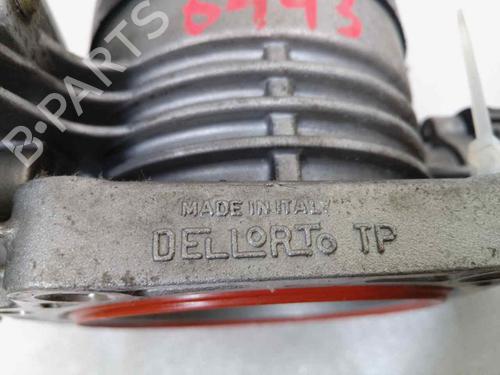 6443
B-PARTS
MADE IN ITALY
DELLORTO TP